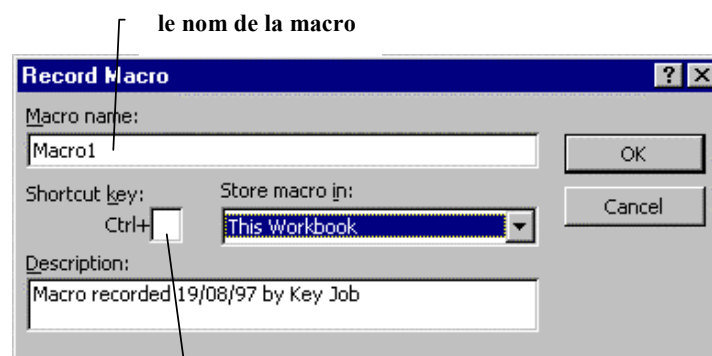 le nom de la macro
Record Macro
Macro name:
Macro1
OK
Shortcut key:
Store macro in:
Ctrl+
This Workbook
Cancel
Description:
Macro recorded 19/08/97 by Key Job